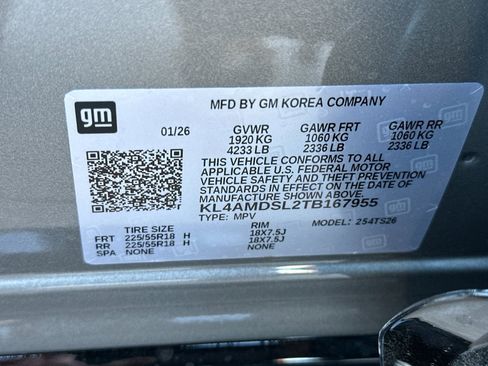 gm
MFD BY GM KOREA COMPANY
01/26 GVWR GAWR FRT GAWR RR
1920 KG 1060 KG 1060 KG
4233 LB 2336 LB 2336 LB
THIS VEHICLE CONFORMS TO ALL
APPLICABLE U.S. FEDERAL MOTOR
VEHICLE SAFETY AND THEFT PREVENTION
STANDARDS IN EFFECT ON THE DATE OF
MANUFACTURE SHOWN ABOVE.
KL4AMDSL2TB167955
TYPE: MPV MODEL: 254TS26
TIRE SIZE RIM
FRT 225/55R18 H 18X7.5J
RR 225/55R18 H 18X7.5J
SPA NONE NONE